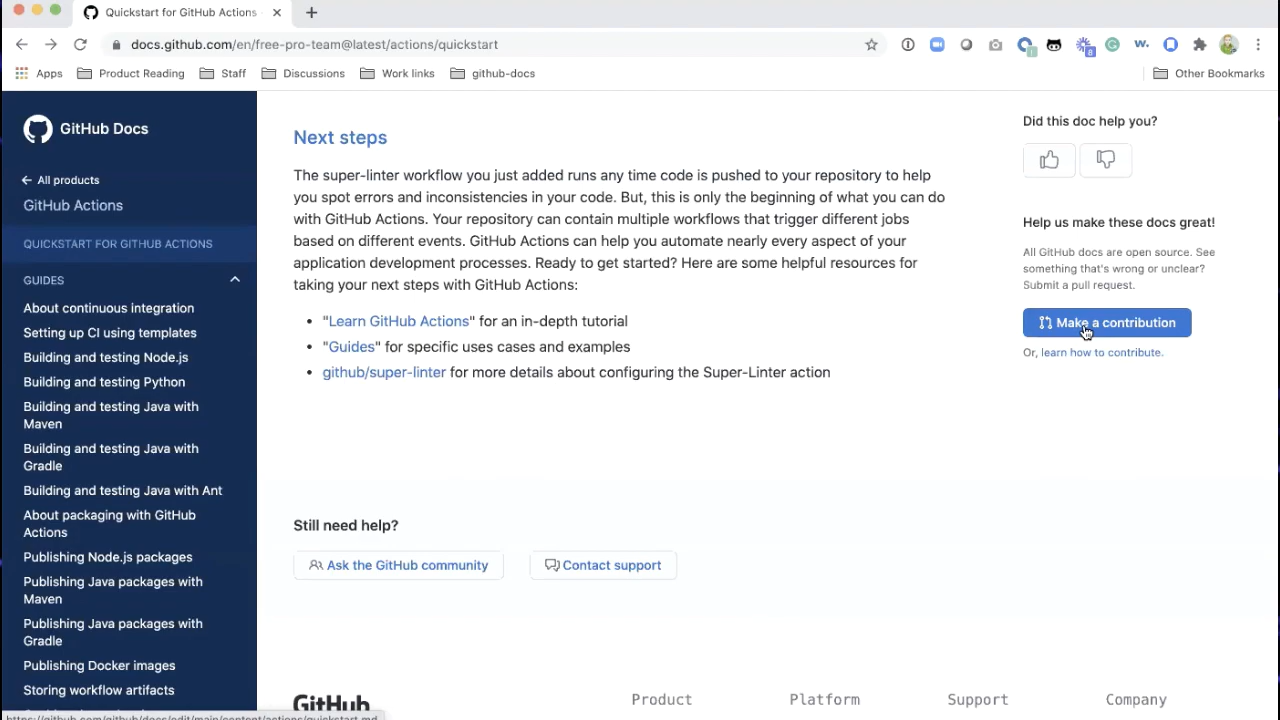 Quickstart for GitHub Actions
docs.github.com/en/free-pro-team@latest/actions/quickstart
Apps
Product Reading
Staff
Discussions
Work links
github-docs
Other Bookmarks
GitHub Docs
All products
GitHub Actions
QUICKSTART FOR GITHUB ACTIONS
GUIDES
About continuous integration
Setting up CI using templates
Building and testing Node.js
Building and testing Python
Building and testing Java with
Maven
Building and testing Java with
Gradle
Building and testing Java with Ant
About packaging with GitHub
Actions
Publishing Node.js packages
Publishing Java packages with
Maven
Publishing Java packages with
Gradle
Publishing Docker images
Storing workflow artifacts
https://github.com/github/docs/edit/main/content/actions/quickstart.md
Next steps
The super-linter workflow you just added runs any time code is pushed to your repository to help
you spot errors and inconsistencies in your code. But, this is only the beginning of what you can do
with GitHub Actions. Your repository can contain multiple workflows that trigger different jobs
based on different events. GitHub Actions can help you automate nearly every aspect of your
application development processes. Ready to get started? Here are some helpful resources for
taking your next steps with GitHub Actions:
• "Learn GitHub Actions" for an in-depth tutorial
• "Guides" for specific uses cases and examples
• github/super-linter for more details about configuring the Super-Linter action
Still need help?
Ask the GitHub community
Contact support
Did this doc help you?
Help us make these docs great!
All GitHub docs are open source. See
something that's wrong or unclear?
Submit a pull request.
Make a contribution
Or, learn how to contribute.
GitHub
Product
Platform
Support
Company